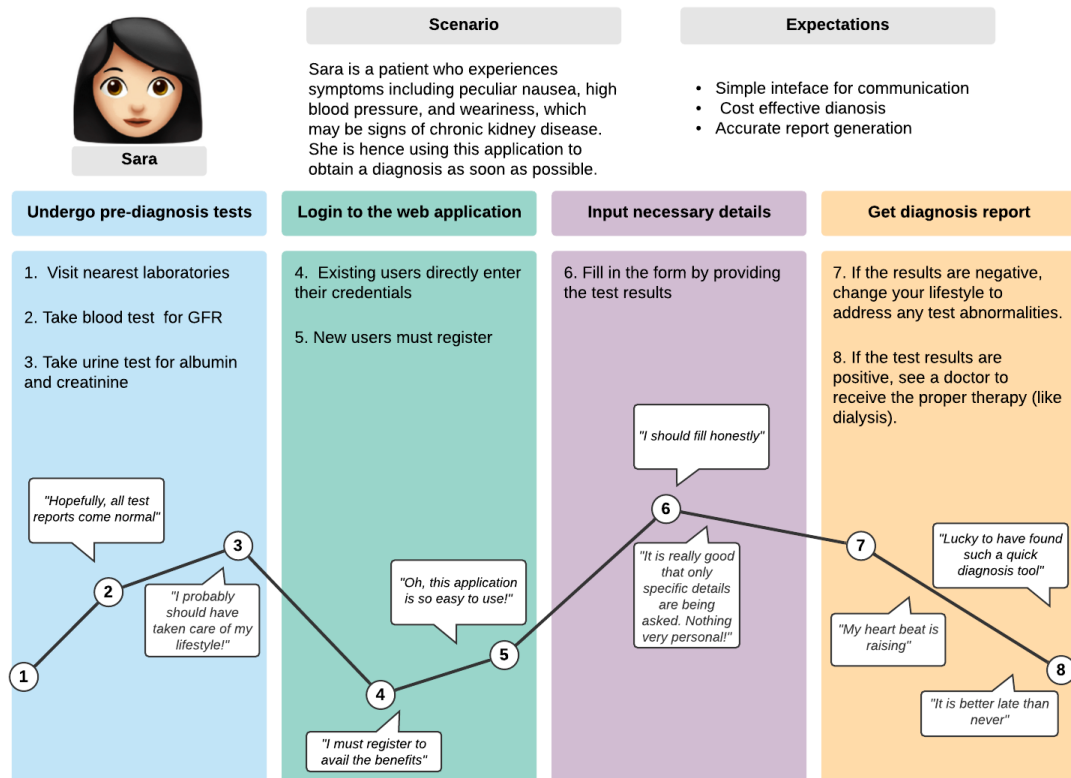 Scenario
Expectations
Sara is a patient who experiences
symptoms including peculiar nausea, high
blood pressure, and weariness, which
may be signs of chronic kidney disease.
She is hence using this application to
obtain a diagnosis as soon as possible.
• Simple inteface for communication
• Cost effective dianosis
• Accurate report generation
Sara
Undergo pre-diagnosis tests
Login to the web application
Input necessary details
Get diagnosis report
1. Visit nearest laboratories
2. Take blood test for GFR
3. Take urine test for albumin
and creatinine
4. Existing users directly enter
their credentials
5. New users must register
6. Fill in the form by providing
the test results
7. If the results are negative,
change your lifestyle to
address any test abnormalities.
8. If the test results are
positive, see a doctor to
receive the proper therapy (like
dialysis).
"Hopefully, all test
reports come normal"
"I probably
should have
taken care of my
lifestyle!"
"I must register to
avail the benefits"
"Oh, this application
is so easy to use!"
"I should fill honestly"
"It is really good
that only
specific details
are being
asked. Nothing
very personal!"
"My heart beat is
raising"
"Lucky to have found
such a quick
diagnosis tool"
"It is better late than
never"
1
2
3
4
5
6
7
8